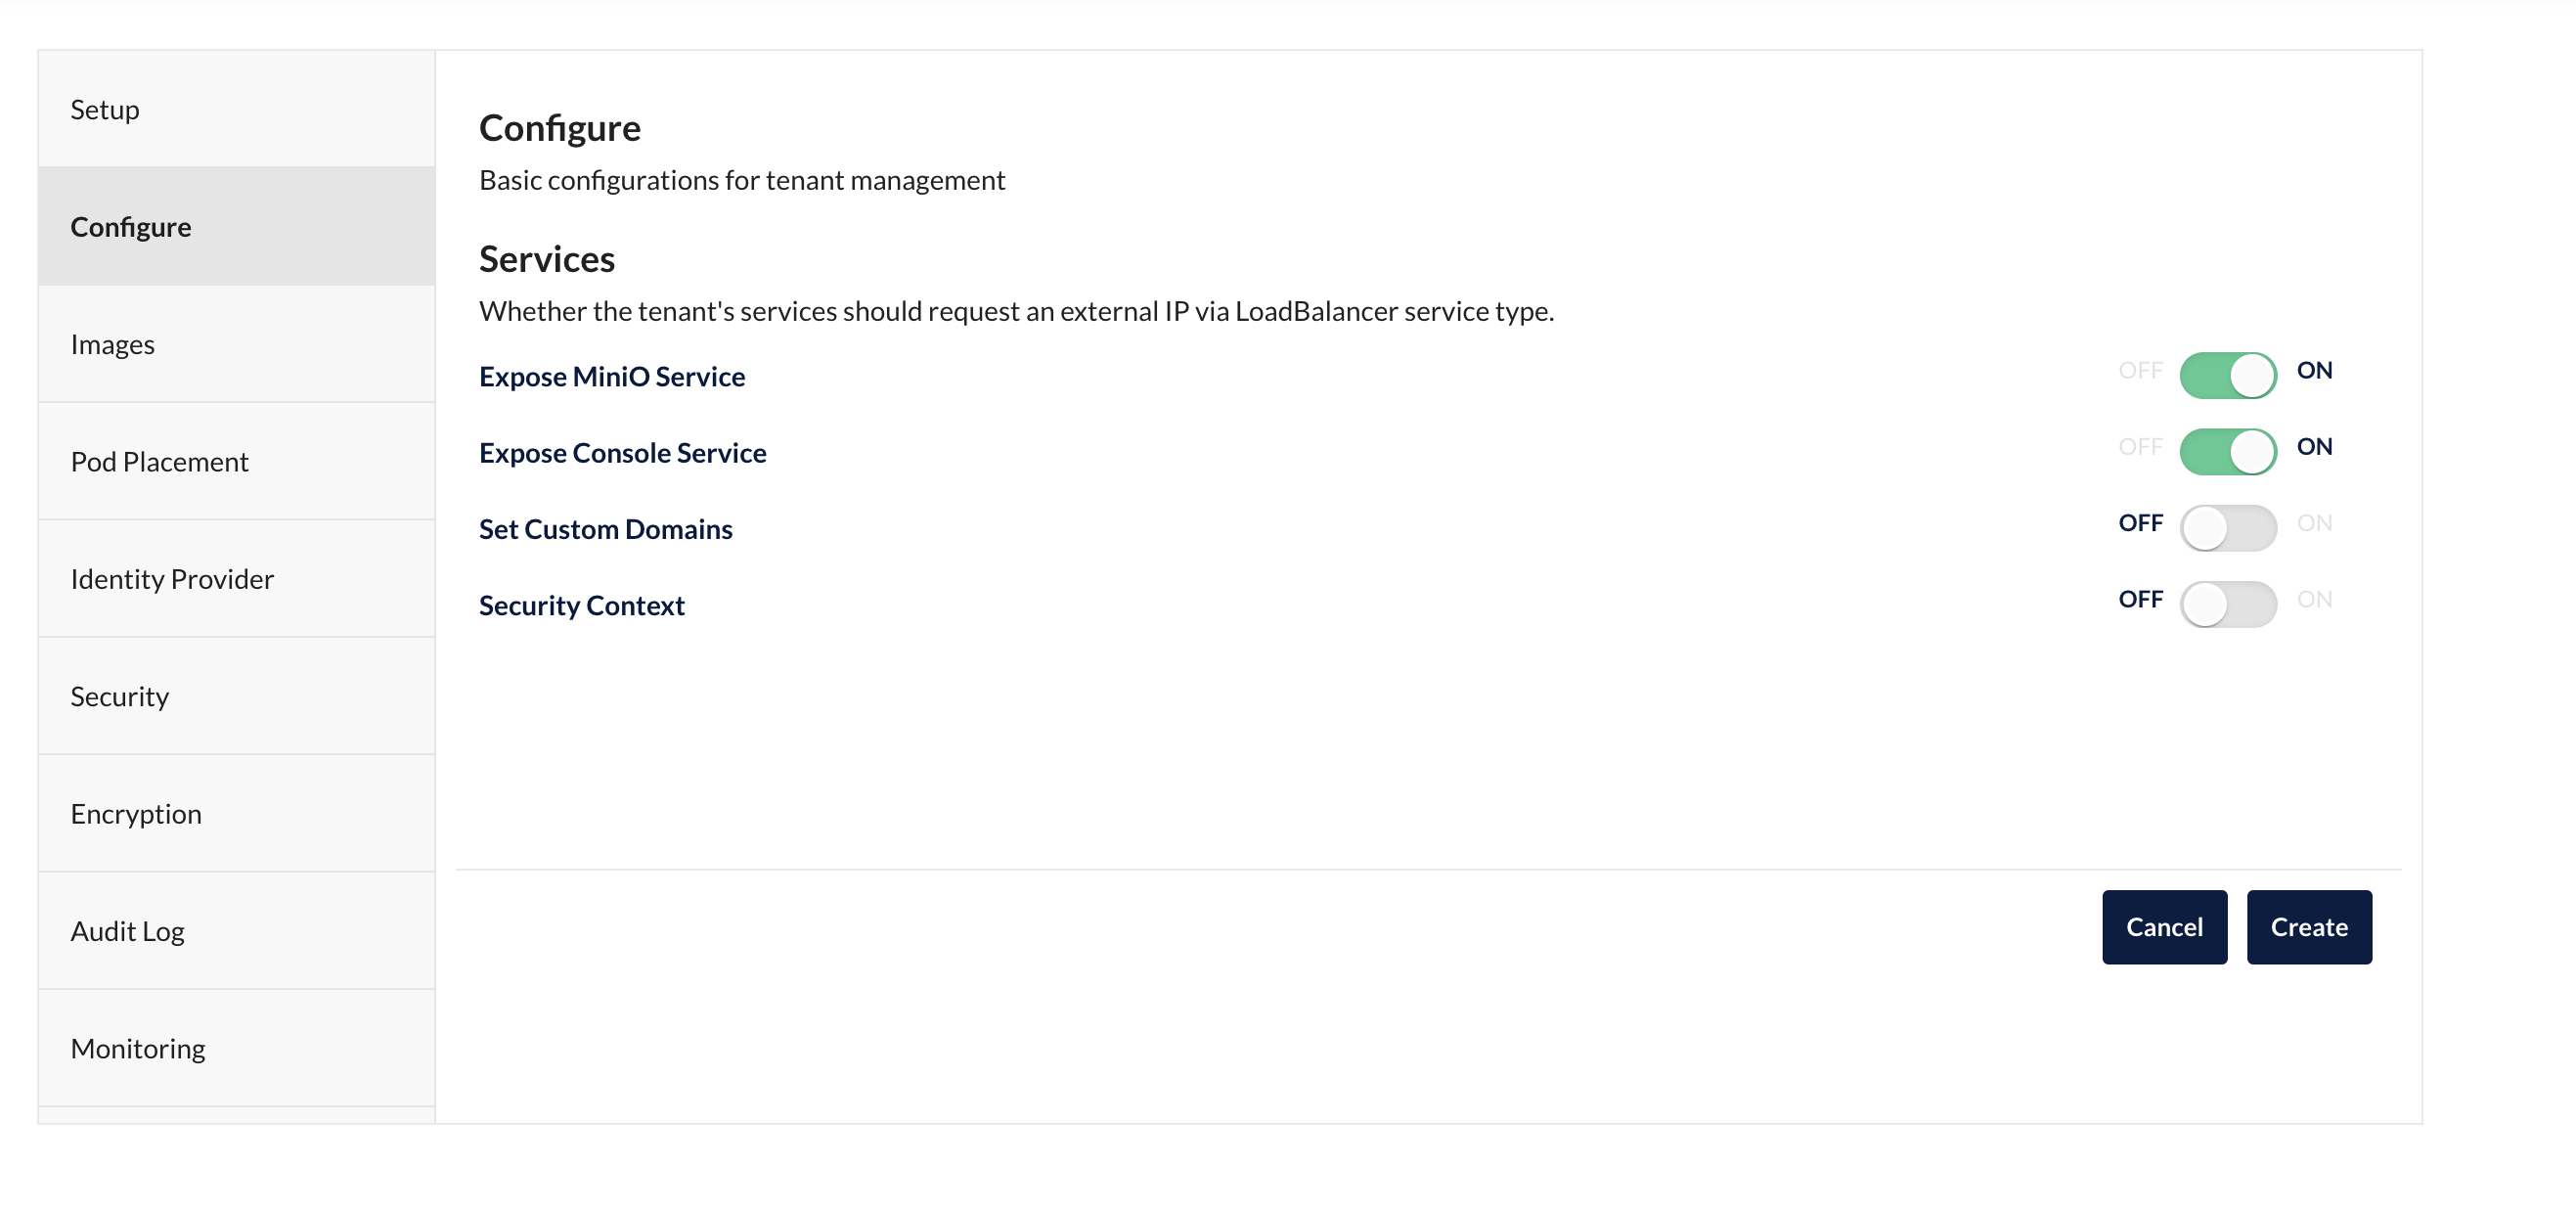 Setup
Configure
Images
Pod Placement
Identity Provider
Security
Encryption
Audit Log
Monitoring
Configure
Basic configurations for tenant management
Services
Whether the tenant's services should request an external IP via LoadBalancer service type.
Expose MiniO Service OFF ON
Expose Console Service OFF ON
Set Custom Domains OFF ON
Security Context OFF ON
Cancel Create